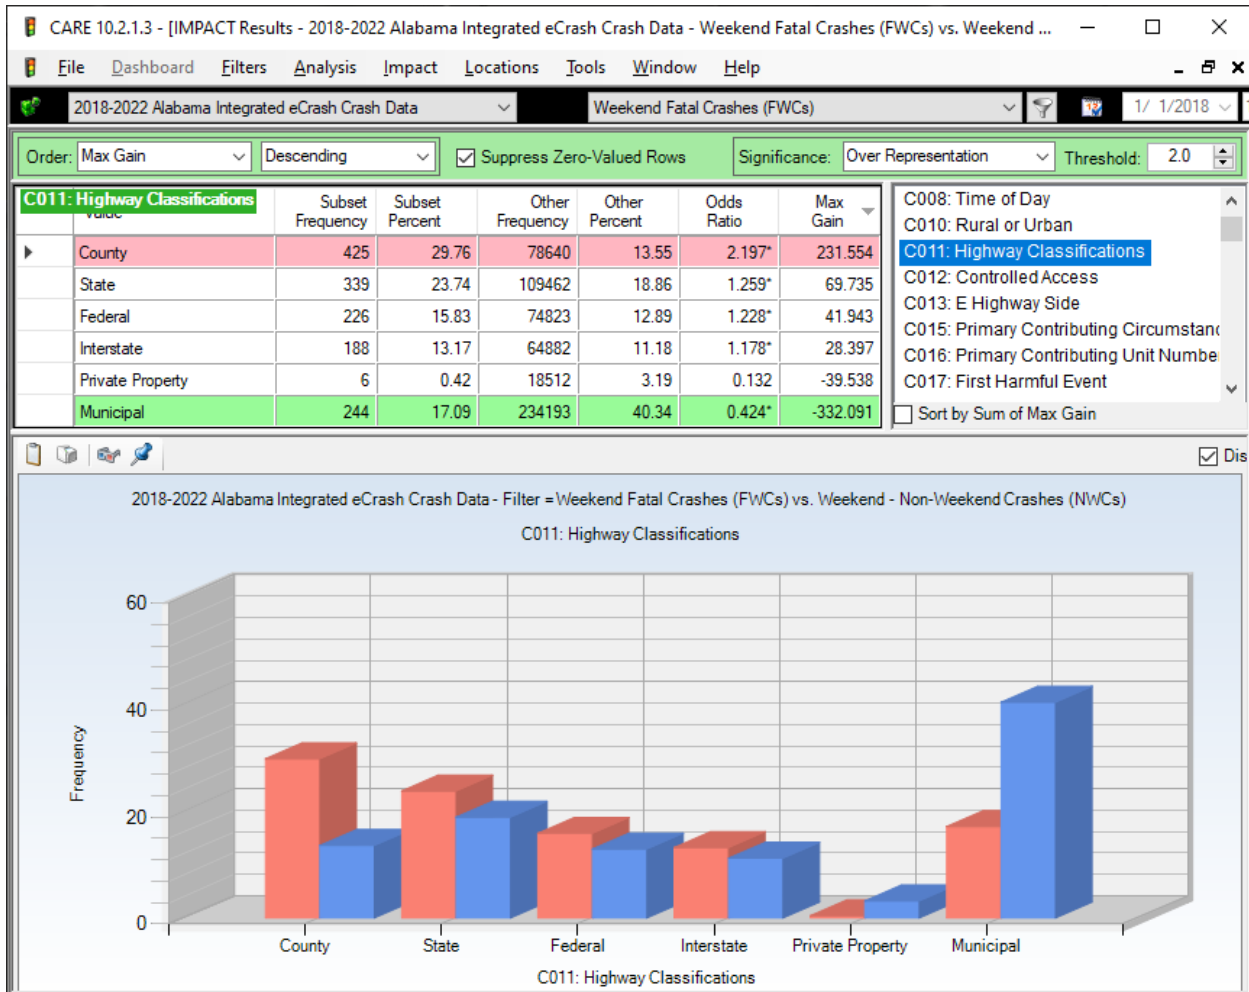 CARE 10.2.1.3 - [IMPACT Results - 2018-2022 Alabama Integrated eCrash Crash Data - Weekend Fatal Crashes (FWCs) vs. Weekend ...
File Dashboard Filters Analysis Impact Locations Tools Window Help
2018-2022 Alabama Integrated eCrash Crash Data Weekend Fatal Crashes (FWCs) 1/ 1/2018
Order: Max Gain Descending Suppress Zero-Valued Rows Significance: Over Representation Threshold: 2.0
C011: Highway Classifications Subset Frequency Subset Percent Other Frequency Other Percent Odds Ratio Max Gain
County 425 29.76 78640 13.55 2.197* 231.554
State 339 23.74 109462 18.86 1.259* 69.735
Federal 226 15.83 74823 12.89 1.228* 41.943
Interstate 188 13.17 64882 11.18 1.178* 28.397
Private Property 6 0.42 18512 3.19 0.132 -39.538
Municipal 244 17.09 234193 40.34 0.424* -332.091
C008: Time of Day
C010: Rural or Urban
C011: Highway Classifications
C012: Controlled Access
C013: E Highway Side
C015: Primary Contributing Circumstanc
C016: Primary Contributing Unit Numbe
C017: First Harmful Event
Sort by Sum of Max Gain
Dis
2018-2022 Alabama Integrated eCrash Crash Data - Filter = Weekend Fatal Crashes (FWCs) vs. Weekend - Non-Weekend Crashes (NWCs)
C011: Highway Classifications
60
40
20
0
Frequency
County State Federal Interstate Private Property Municipal
C011: Highway Classifications